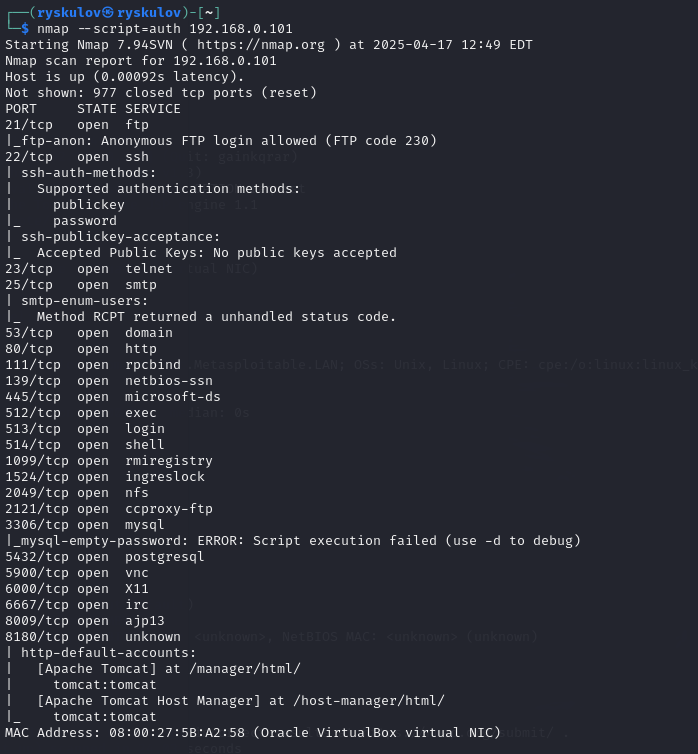 ┌──(ryskulov㉿ryskulov)-[~]
└─$ nmap --script=auth 192.168.0.101
Starting Nmap 7.94SVN ( https://nmap.org ) at 2025-04-17 12:49 EDT
Nmap scan report for 192.168.0.101
Host is up (0.00092s latency).
Not shown: 977 closed tcp ports (reset)
PORT     STATE SERVICE
21/tcp   open  ftp
|_ftp-anon: Anonymous FTP login allowed (FTP code 230)
22/tcp   open  ssh
| ssh-auth-methods:
|   Supported authentication methods:
|     publickey
|_    password
| ssh-publickey-acceptance:
|_  Accepted Public Keys: No public keys accepted
23/tcp   open  telnet
25/tcp   open  smtp
| smtp-enum-users:
|_  Method RCPT returned a unhandled status code.
53/tcp   open  domain
80/tcp   open  http
111/tcp  open  rpcbind
139/tcp  open  netbios-ssn
445/tcp  open  microsoft-ds
512/tcp  open  exec
513/tcp  open  login
514/tcp  open  shell
1099/tcp open  rmiregistry
1524/tcp open  ingreslock
2049/tcp open  nfs
2121/tcp open  ccproxy-ftp
3306/tcp open  mysql
|_mysql-empty-password: ERROR: Script execution failed (use -d to debug)
5432/tcp open  postgresql
5900/tcp open  vnc
6000/tcp open  X11
6667/tcp open  irc
8009/tcp open  ajp13
8180/tcp open  unknown
| http-default-accounts:
|   [Apache Tomcat] at /manager/html/
|     tomcat:tomcat
|   [Apache Tomcat Host Manager] at /host-manager/html/
|_    tomcat:tomcat
MAC Address: 08:00:27:5B:A2:58 (Oracle VirtualBox virtual NIC)